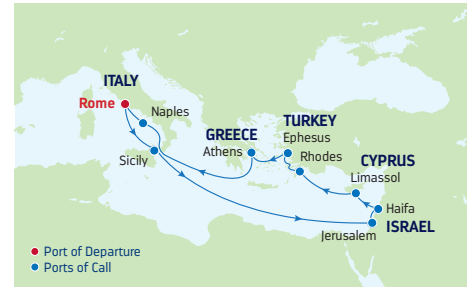 ITALY
Rome
Naples
Sicily
GREECE
Athens
TURKEY
Ephesus
Rhodes
CYPRUS
Limassol
Haifa
Jerusalem
ISRAEL
Port of Departure
Ports of Call